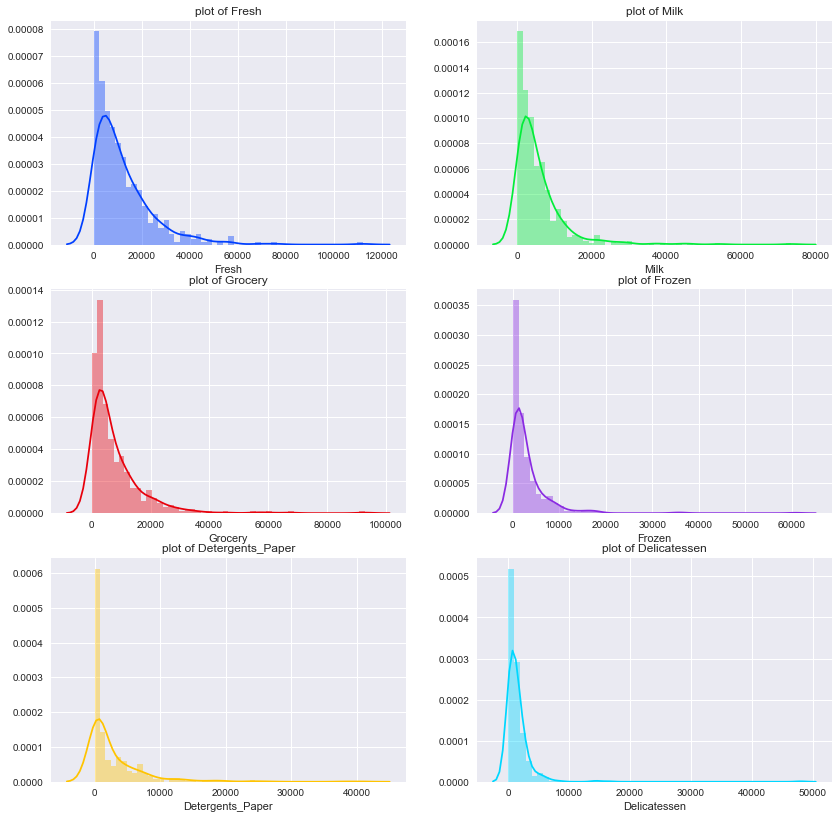 plot of Fresh
0.00008
0.00007
0.00006
0.00005
0.00004
0.00003
0.00002
0.00001
0.00000
0 20000 40000 60000 80000 100000 120000
Fresh
plot of Milk
0.00016
0.00014
0.00012
0.00010
0.00008
0.00006
0.00004
0.00002
0.00000
0 20000 40000 60000 80000
Milk
plot of Grocery
0.00014
0.00012
0.00010
0.00008
0.00006
0.00004
0.00002
0.00000
0 20000 40000 60000 80000 100000
Grocery
plot of Frozen
0.00035
0.00030
0.00025
0.00020
0.00015
0.00010
0.00005
0.00000
0 10000 20000 30000 40000 50000 60000
Frozen
plot of Detergents_Paper
0.0006
0.0005
0.0004
0.0003
0.0002
0.0001
0.0000
0 10000 20000 30000 40000
Detergents_Paper
plot of Delicatessen
0.0005
0.0004
0.0003
0.0002
0.0001
0.0000
0 10000 20000 30000 40000 50000
Delicatessen